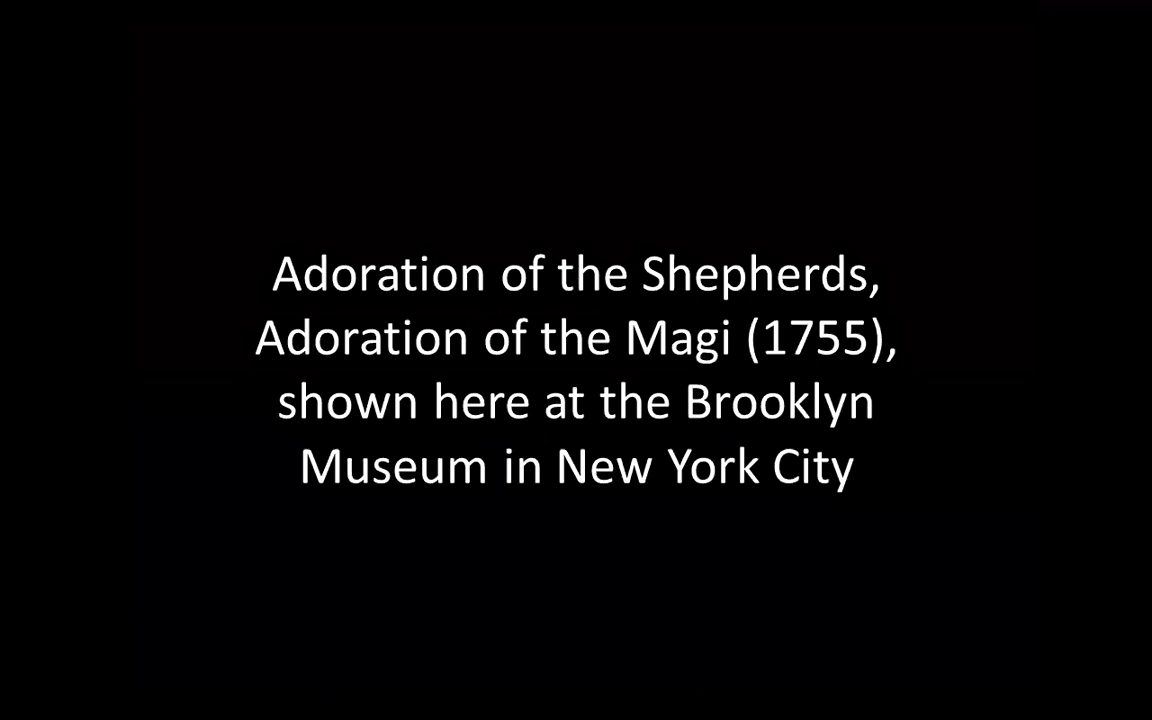 Adoration of the Shepherds,
Adoration of the Magi (1755),
shown here at the Brooklyn
Museum in New York City